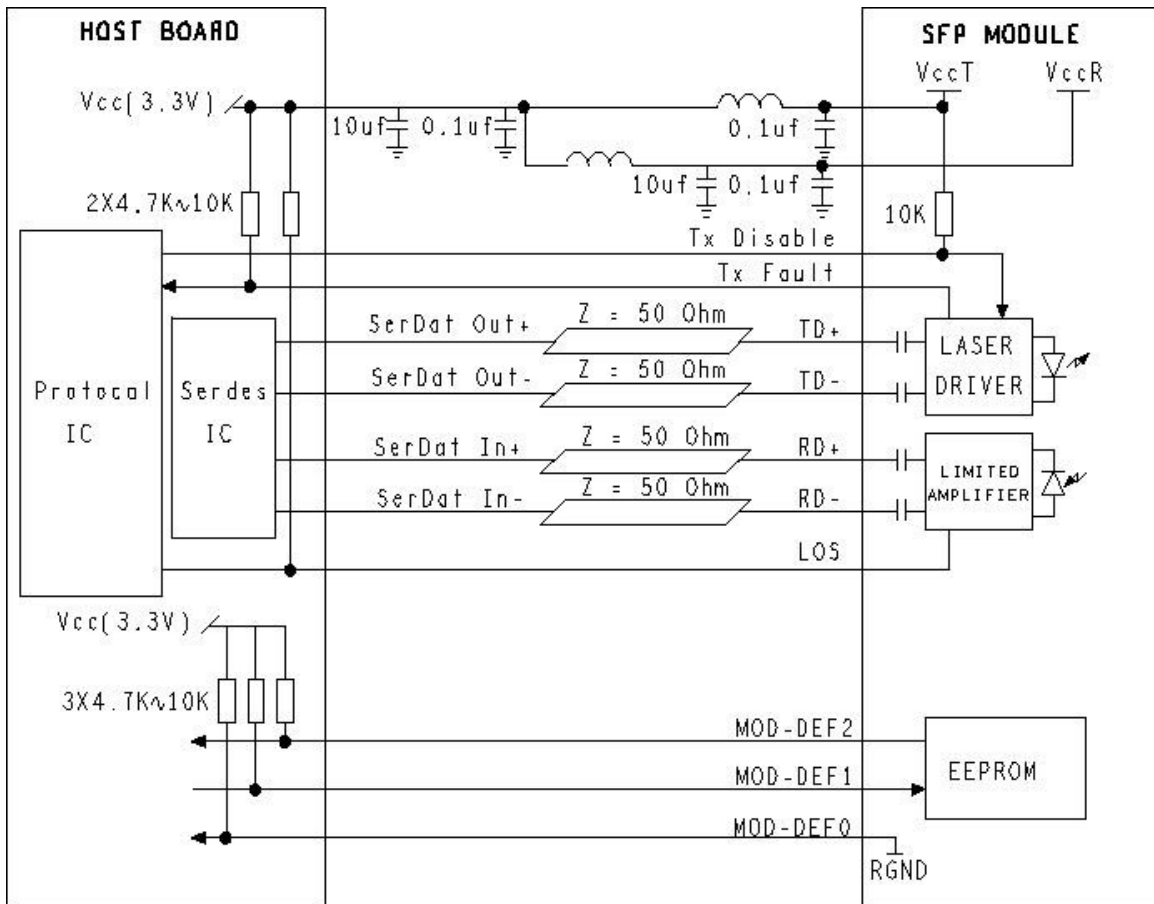 HOST BOARD
SFP MODULE
VccT
VccR
Vcc(3.3V)
10uf
0.1uf
0.1uf
10uf
0.1uf
2X4.7K~10K
10K
Tx Disable
Tx Fault
SerDat Out+
Z = 50 Ohm
TD+
SerDat Out-
Z = 50 Ohm
TD-
LASER
DRIVER
Protocal
IC
Serdes
IC
SerDat In+
Z = 50 Ohm
RD+
SerDat In-
Z = 50 Ohm
RD-
LIMITED
AMPLIFIER
LOS
Vcc(3.3V)
3X4.7K~10K
MOD-DEF2
MOD-DEF1
EEPROM
MOD-DEF0
RGND